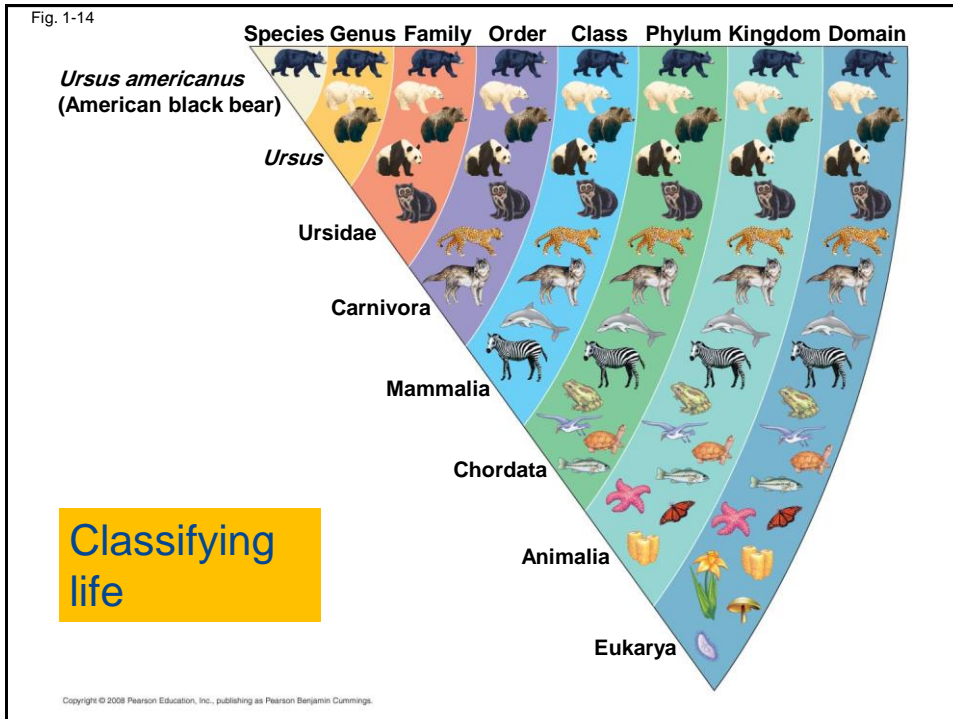 Fig. 1-14
Species Genus Family Order Class Phylum Kingdom Domain
Ursus americanus
(American black bear)
Ursus
Ursidae
Carnivora
Mammalia
Chordata
Classifying
life
Animalia
Eukarya
Copyright © 2008 Pearson Education, Inc., publishing as Pearson Benjamin Cummings.